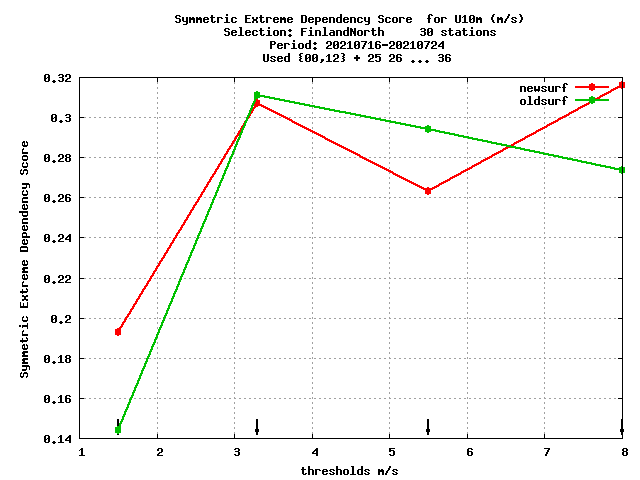 Symmetric Extreme Dependency Score for U10m (m/s)
Selection: FinlandNorth 30 stations
Period: 20210716-20210724
Used {00,12} + 25 26 ... 36
newsurf
oldsurf
Symmetric Extreme Dependency Score
0.32
0.3
0.28
0.26
0.24
0.22
0.2
0.18
0.16
0.14
1 2 3 4 5 6 7 8
thresholds m/s